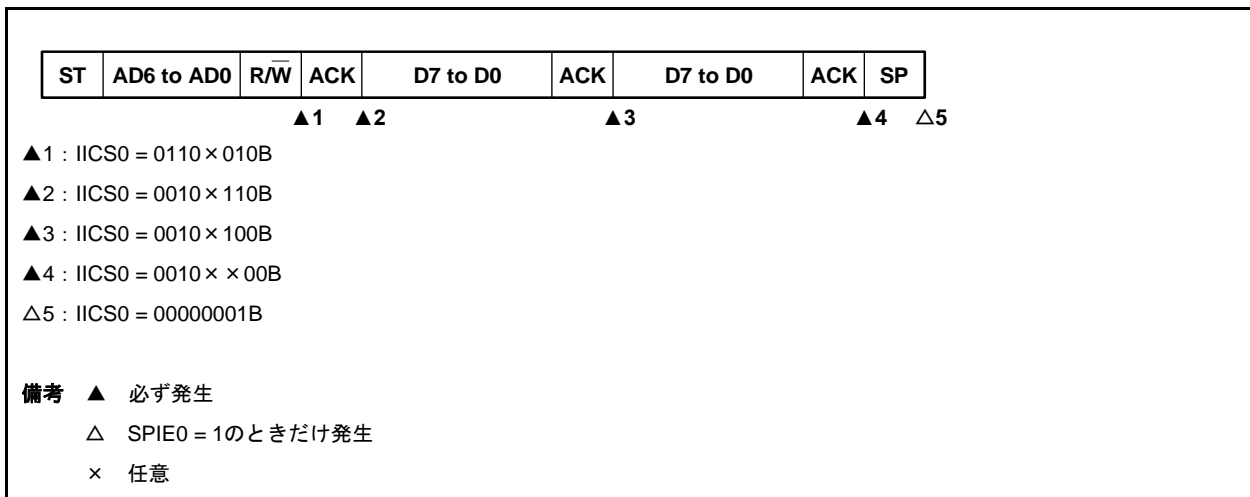 ST AD6 to AD0 R/W̅ ACK D7 to D0 ACK D7 to D0 ACK SP
▲1 ▲2 ▲3 ▲4 △5
▲1 : IICS0 = 0110×010B
▲2 : IICS0 = 0010×110B
▲3 : IICS0 = 0010×100B
▲4 : IICS0 = 0010××00B
△5 : IICS0 = 00000001B
備考 ▲ 必ず発生
△ SPIE0 = 1のときだけ発生
× 任意